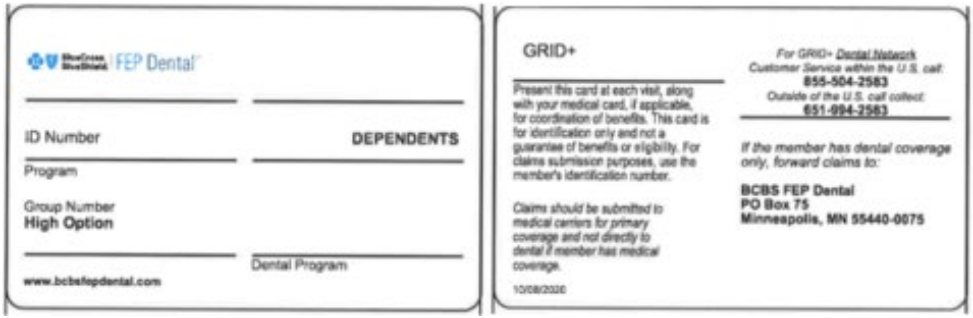 BlueCross BlueShield FEP Dental
ID Number
DEPENDENTS
Program
Group Number
High Option
Dental Program
www.bcbsfepdental.com
GRID+
Present this card at each visit, along
with your medical card, if applicable,
for coordination of benefits. This card is
for identification only and not a
guarantee of benefits or eligibility. For
claims submission purposes, use the
member's identification number.
Claims should be submitted to
medical carriers for primary
coverage and not directly to
dental if member has medical
coverage.
10/08/2020
For GRID+ Dental Network
Customer Service within the U.S. call:
855-504-2583
Outside of the U.S. call collect:
651-994-2583
If the member has dental coverage
only, forward claims to:
BCBS FEP Dental
PO Box 75
Minneapolis, MN 55440-0075